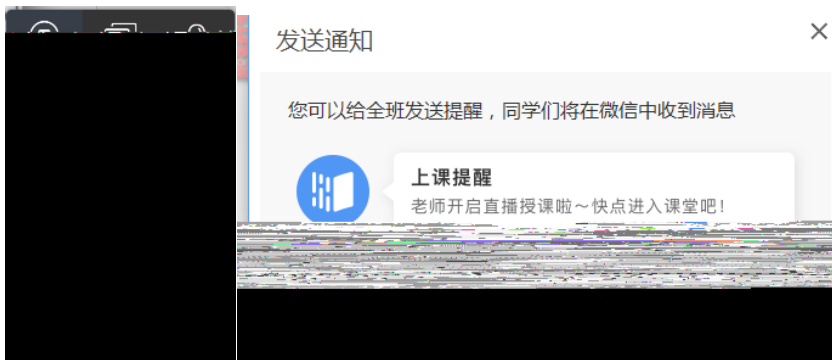 发送通知
您可以给全班发送提醒，同学们将在微信中收到消息
上课提醒
老师开启直播授课啦～快点进入课堂吧！